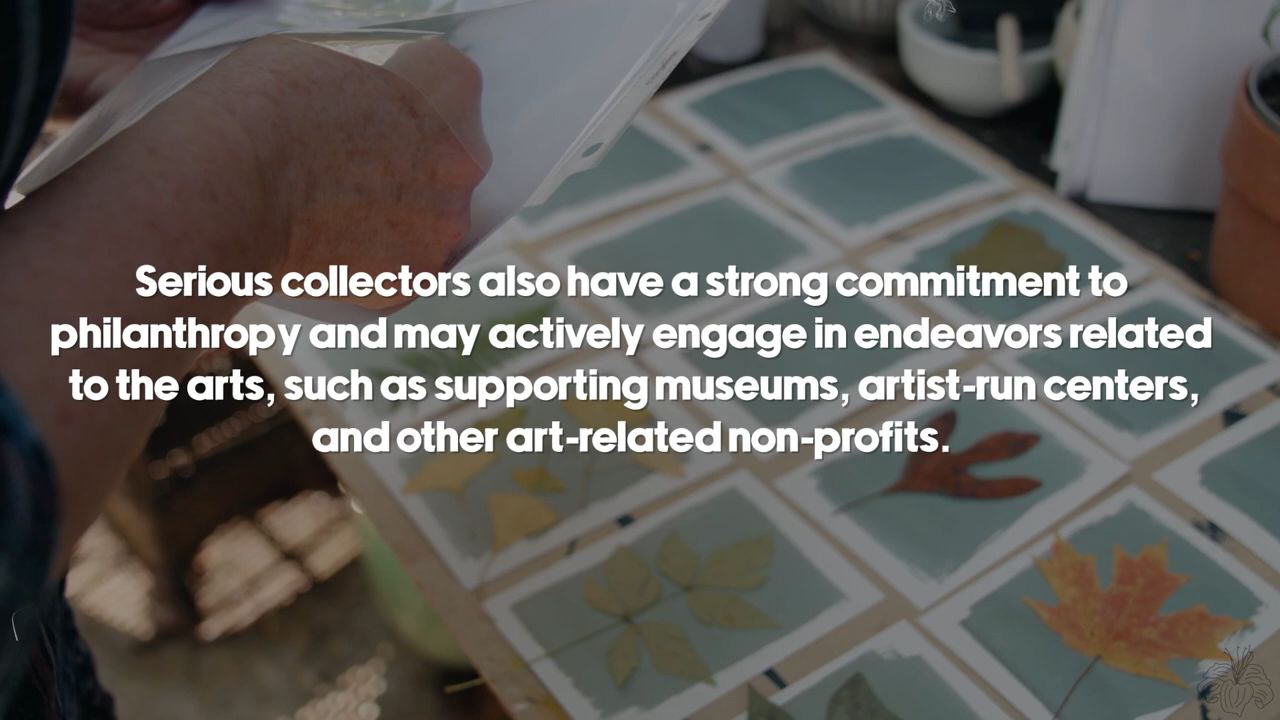 Serious collectors also have a strong commitment to
philanthropy and may actively engage in endeavors related
to the arts, such as supporting museums, artist-run centers,
and other art-related non-profits.